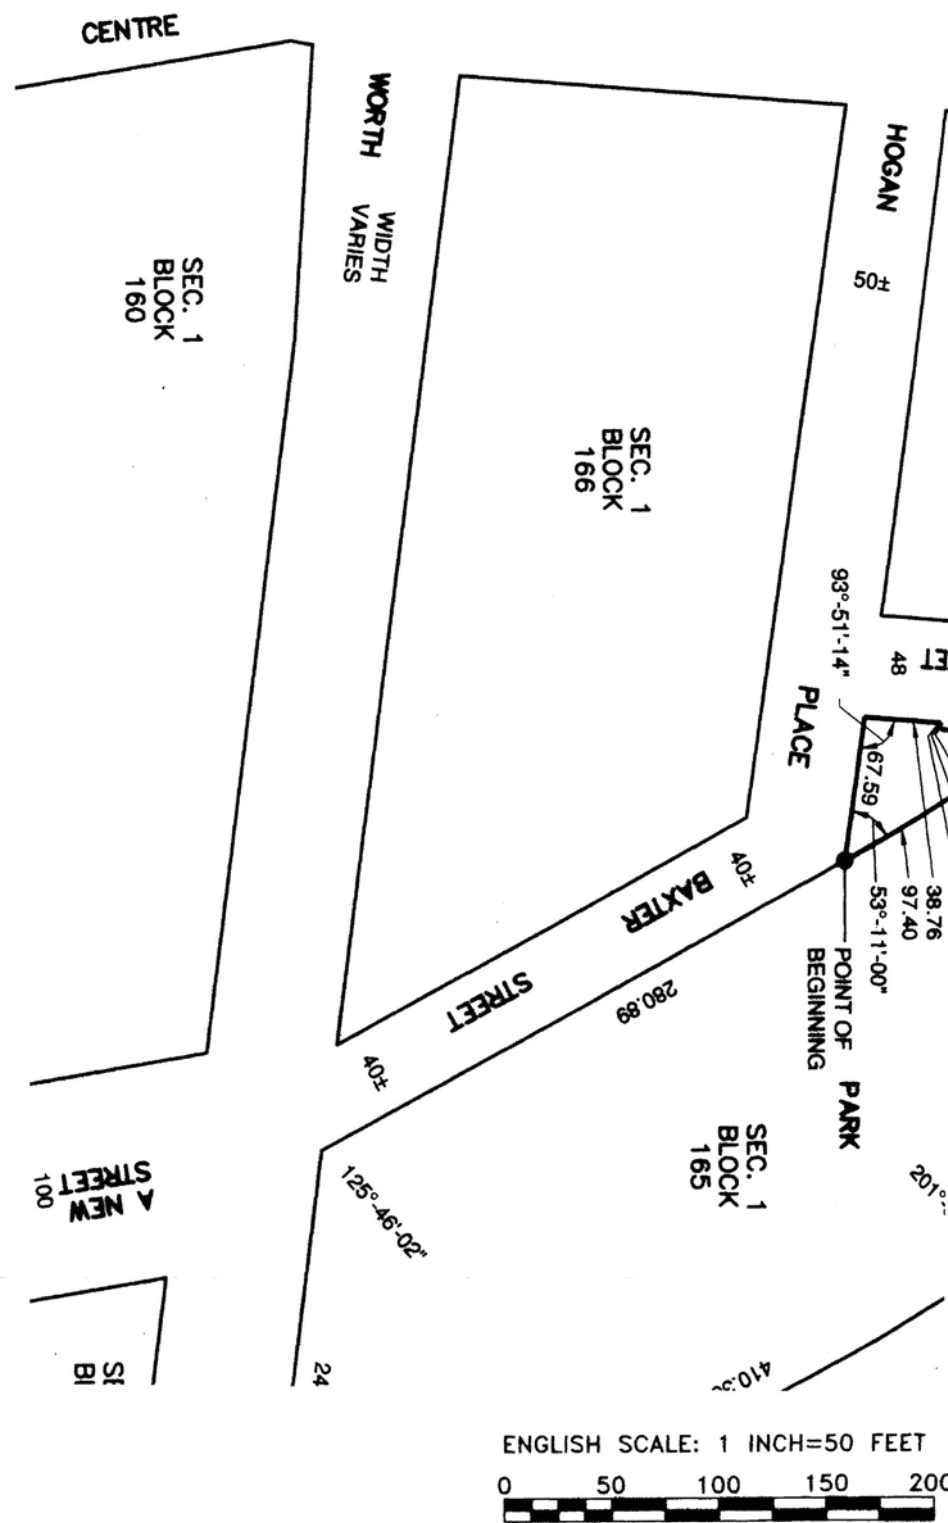 CENTRE
WORTH
WIDTH
VARIES
HOGAN
50±
SEC. 1
BLOCK
160
SEC. 1
BLOCK
166
93°-51'-14"
48
PLACE
67.59
38.76
97.40
53°-11'-00"
40±
BAXTER
STREET
280.89
40±
POINT OF
BEGINNING
PARK
SEC. 1
BLOCK
165
125°-46'-02"
A NEW
STREET
100
24
ENGLISH SCALE: 1 INCH=50 FEET
0 50 100 150 200